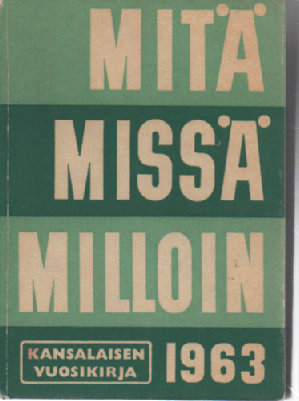 MITÄ
MISSÄ
MILLOIN
KANSALAISEN
VUOSIKIRJA
1963